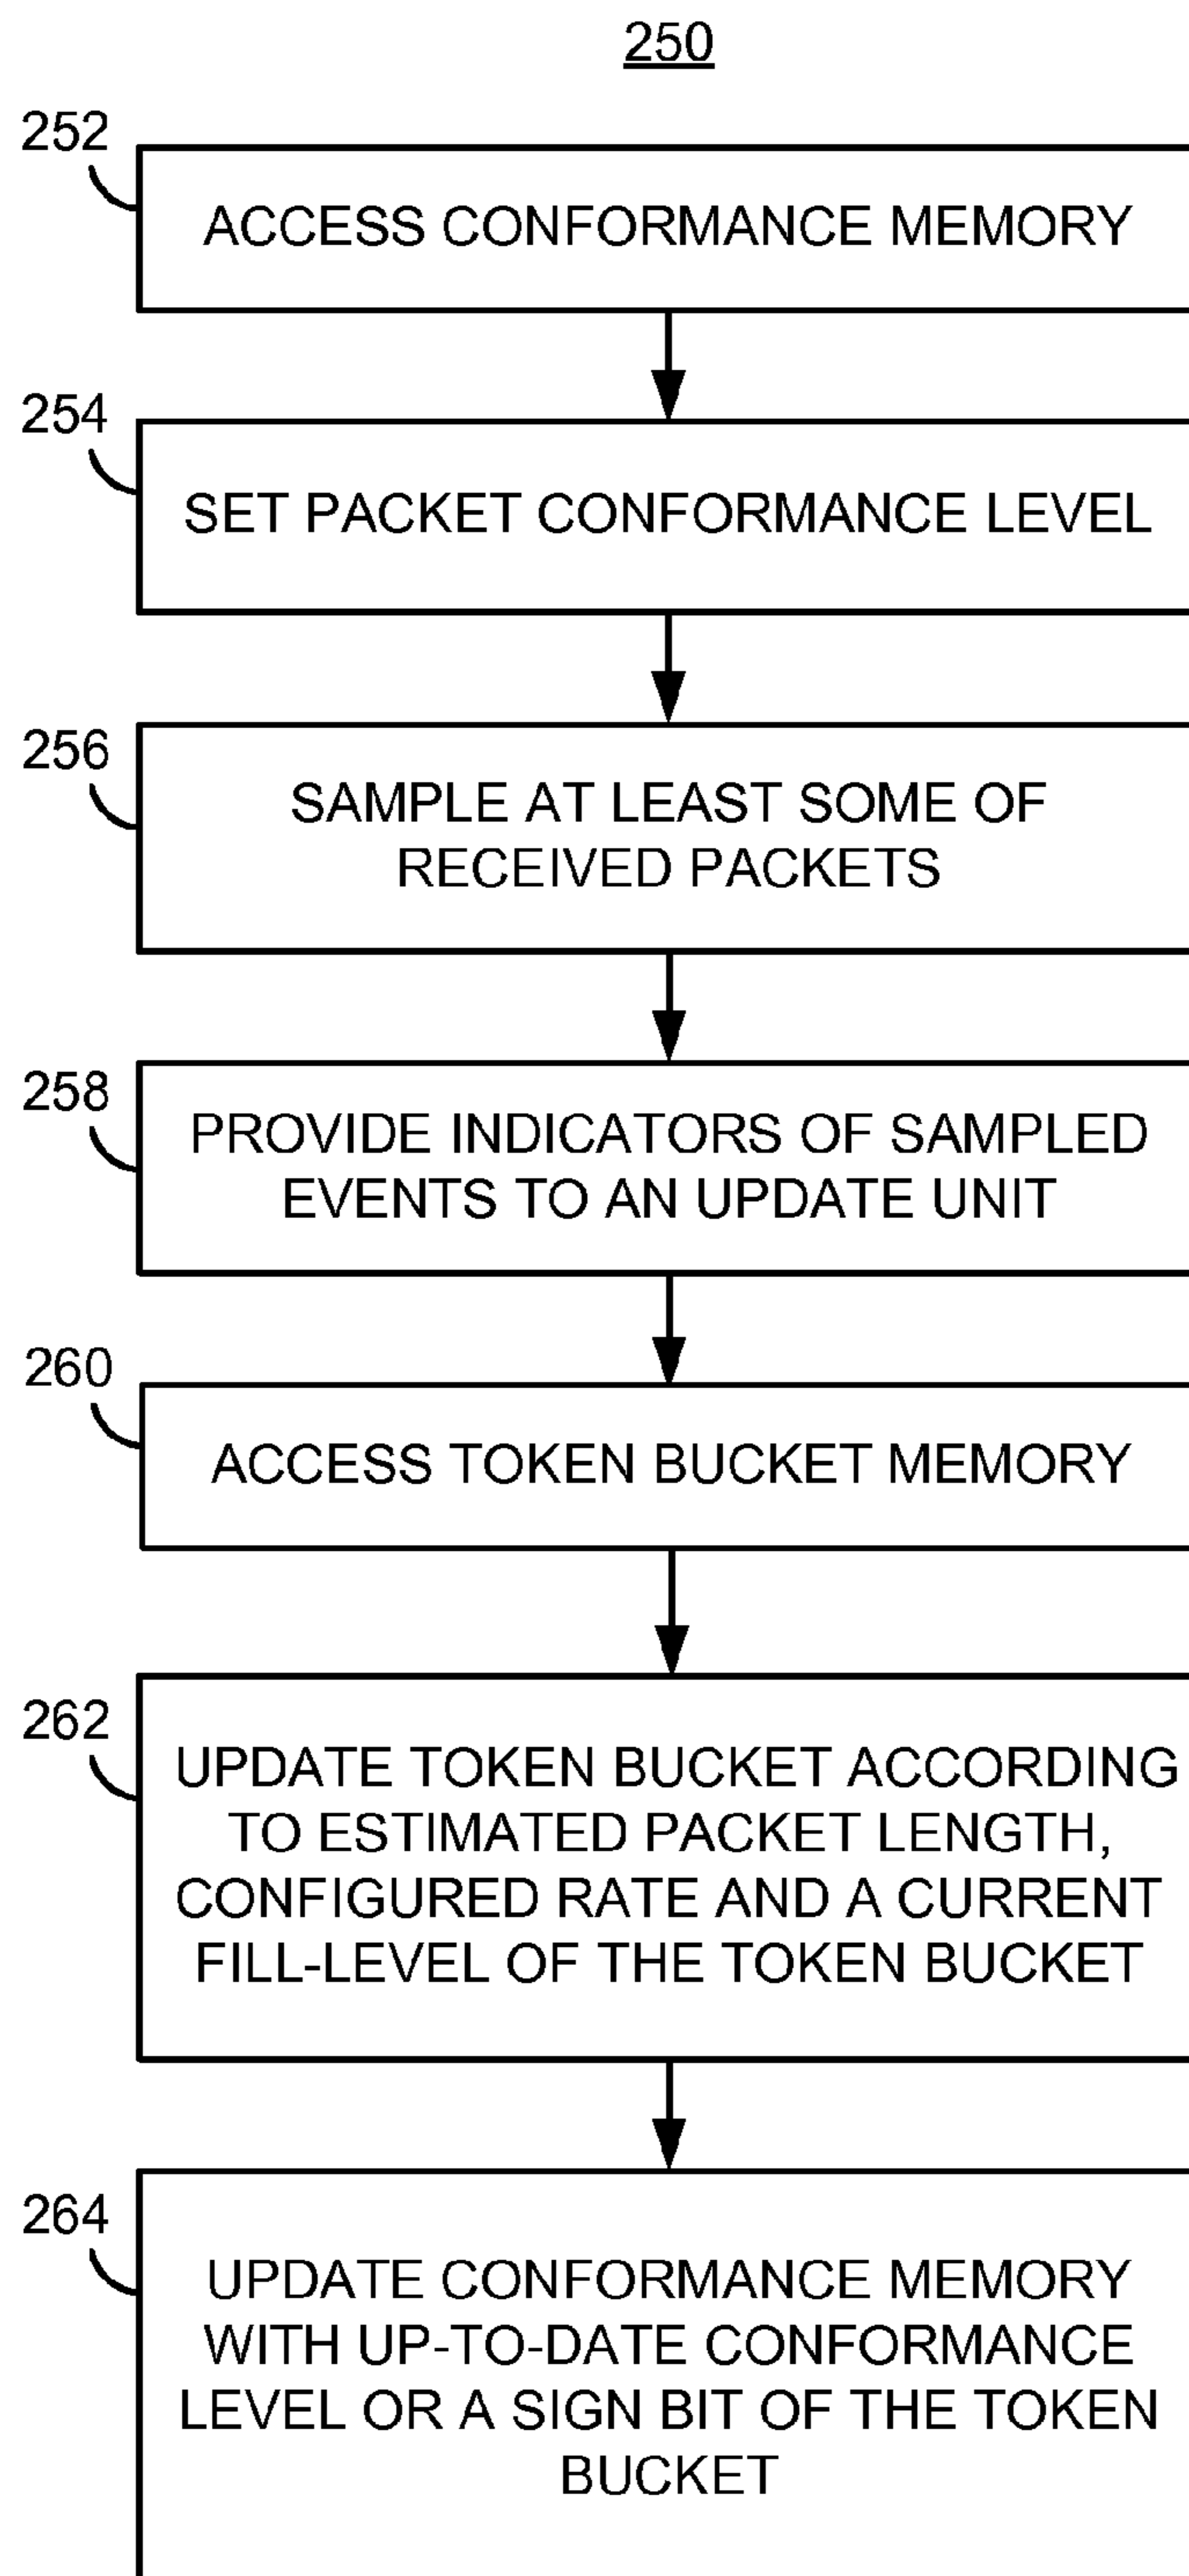 250
252
ACCESS CONFORMANCE MEMORY
254
SET PACKET CONFORMANCE LEVEL
256
SAMPLE AT LEAST SOME OF
RECEIVED PACKETS
258
PROVIDE INDICATORS OF SAMPLED
EVENTS TO AN UPDATE UNIT
260
ACCESS TOKEN BUCKET MEMORY
262
UPDATE TOKEN BUCKET ACCORDING
TO ESTIMATED PACKET LENGTH,
CONFIGURED RATE AND A CURRENT
FILL-LEVEL OF THE TOKEN BUCKET
264
UPDATE CONFORMANCE MEMORY
WITH UP-TO-DATE CONFORMANCE
LEVEL OR A SIGN BIT OF THE TOKEN
BUCKET